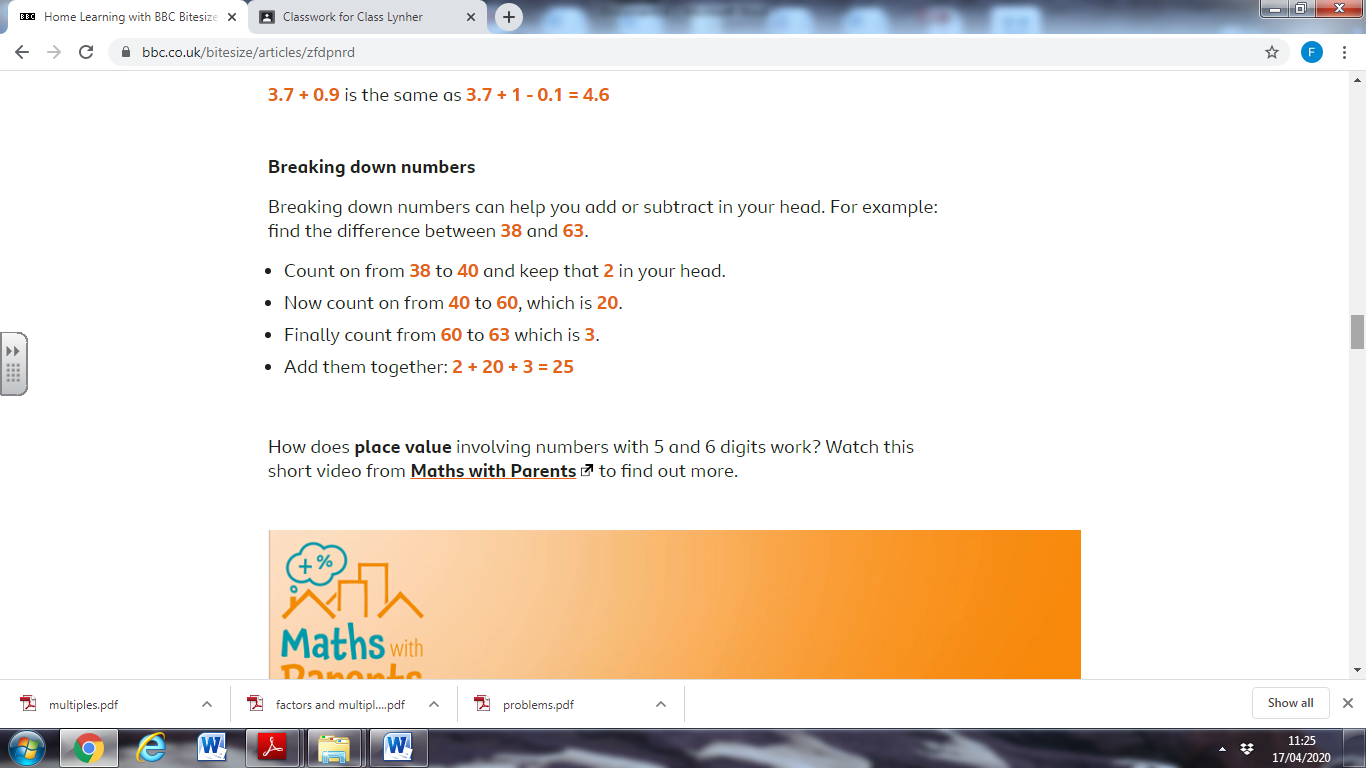 Home Learning with BBC Bitesize
Classwork for Class Lynher
bbc.co.uk/bitesize/articles/zfdpnrd
F
3.7 + 0.9 is the same as 3.7 + 1 - 0.1 = 4.6
Breaking down numbers
Breaking down numbers can help you add or subtract in your head. For example:
find the difference between 38 and 63.
• Count on from 38 to 40 and keep that 2 in your head.
• Now count on from 40 to 60, which is 20.
• Finally count from 60 to 63 which is 3.
• Add them together: 2 + 20 + 3 = 25
How does place value involving numbers with 5 and 6 digits work? Watch this
short video from Maths with Parents to find out more.
+%
Maths with
Parents
multiples.pdf
factors and multipl....pdf
problems.pdf
Show all
11:25
17/04/2020